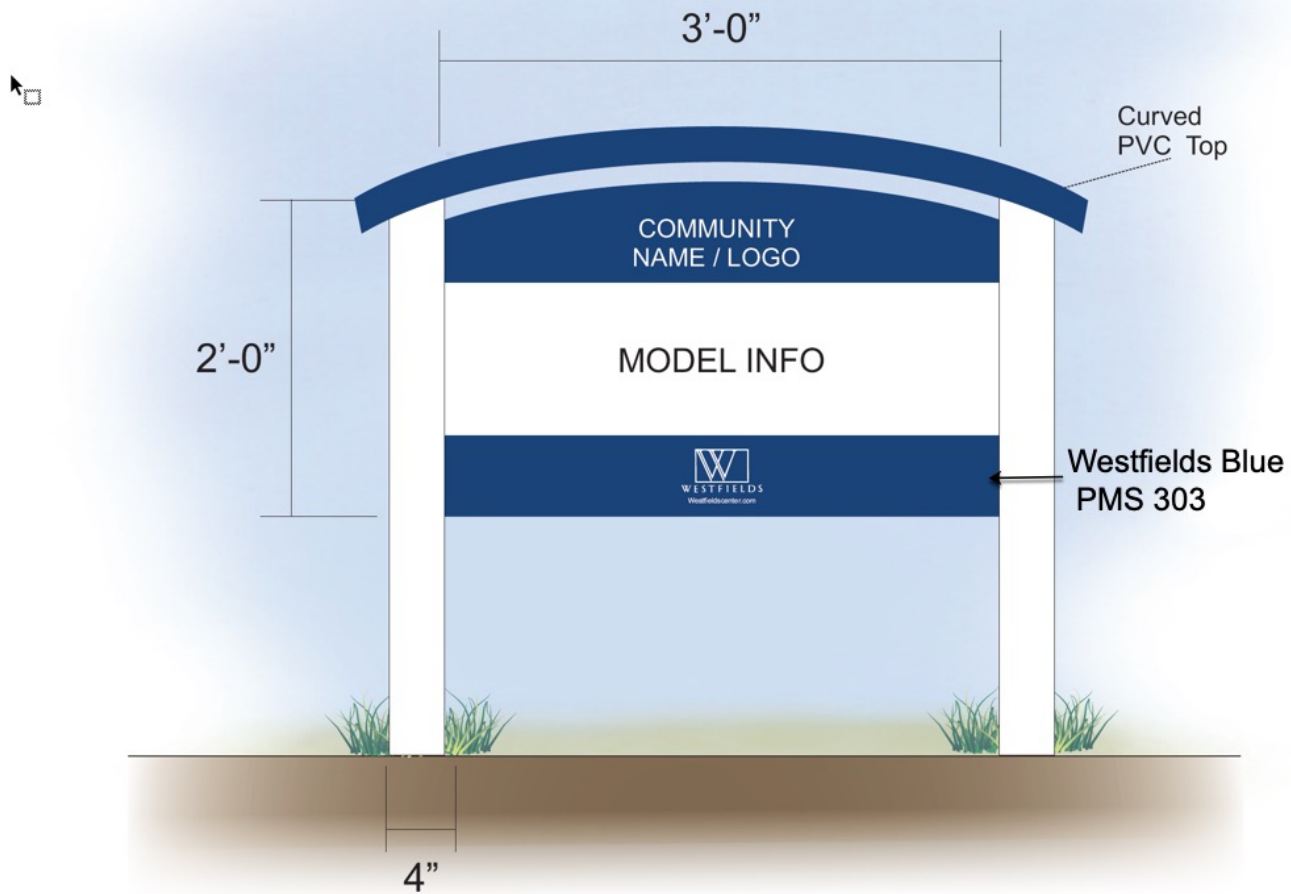 3’-0”
Curved
PVC Top
COMMUNITY
NAME / LOGO
2’-0”
MODEL INFO
W
WESTFIELDS
Westfieldscenter.com
Westfields Blue
PMS 303
4”